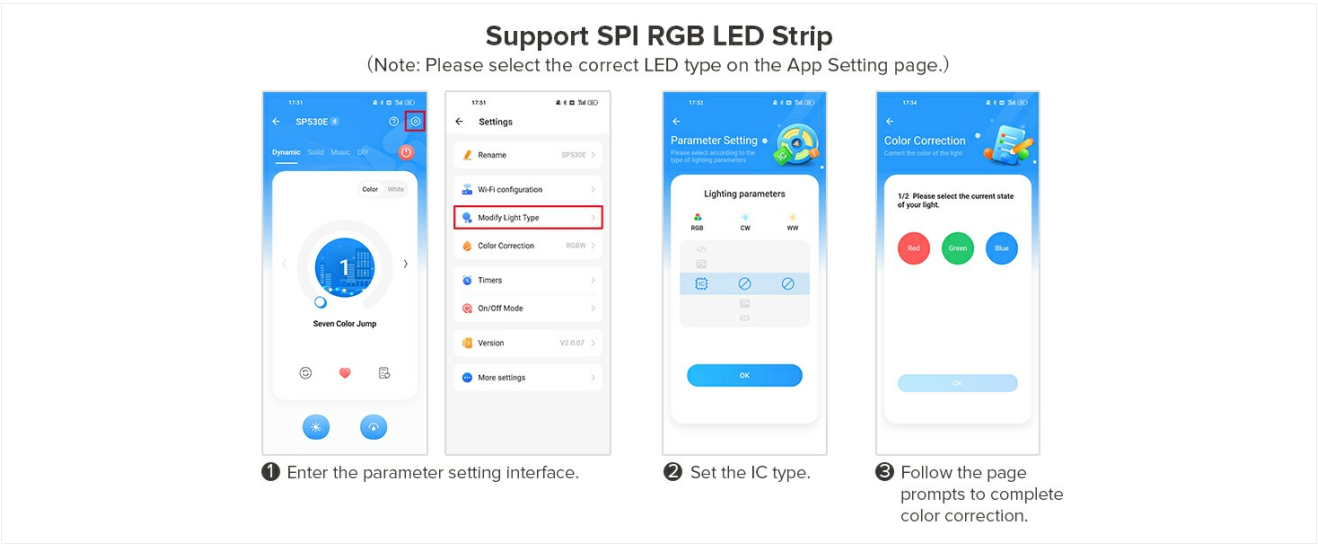 Support SPI RGB LED Strip
(Note: Please select the correct LED type on the App Setting page.)
17:31
SP530E
Dynamic Solid Music DIY
Color White
1
Seven Color Jump
17:31
Settings
Rename SP530E
Wi-Fi configuration
Modify Light Type
Color Correction RGBW
Timers
On/Off Mode
Version V2.0.07
More settings
❶ Enter the parameter setting interface.
17:32
Parameter Setting
Please select according to the
type of lighting parameters
Lighting parameters
RGB CW WW
OK
❷ Set the IC type.
17:34
Color Correction
Correct the color of the light
1/2 Please select the current state
of your light.
Red Green Blue
OK
❸ Follow the page
prompts to complete
color correction.